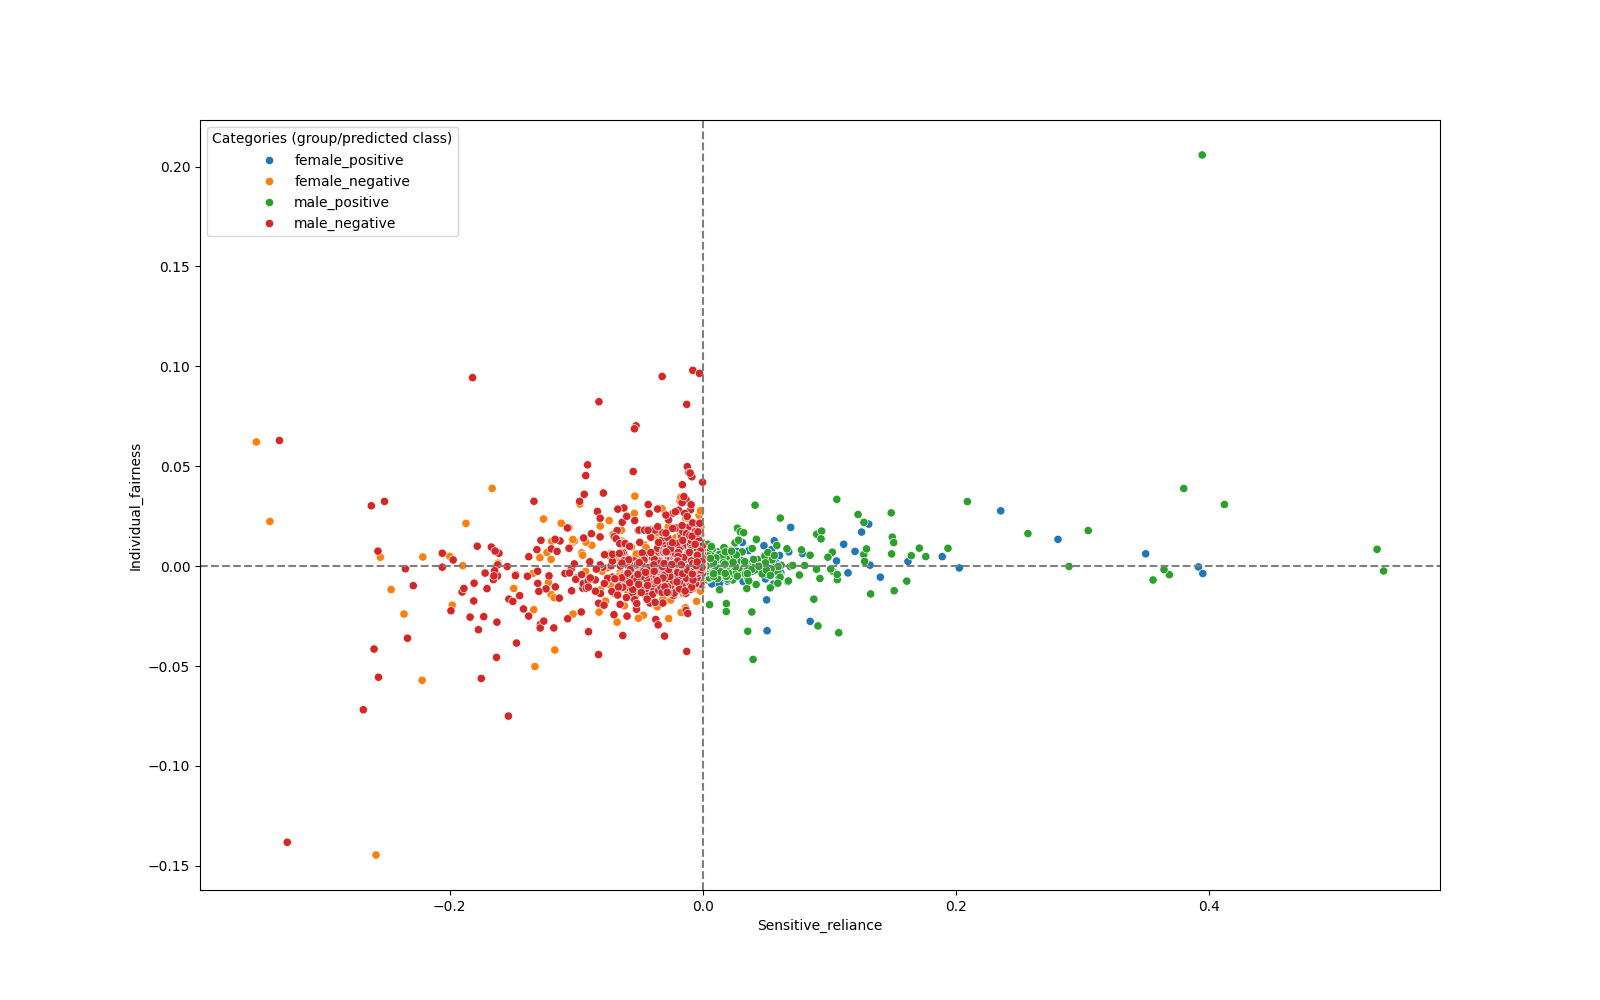 Categories (group/predicted class)
female_positive
female_negative
male_positive
male_negative
0.20
0.15
0.10
0.05
0.00
−0.05
−0.10
−0.15
Individual_fairness
−0.2
0.0
0.2
0.4
Sensitive_reliance